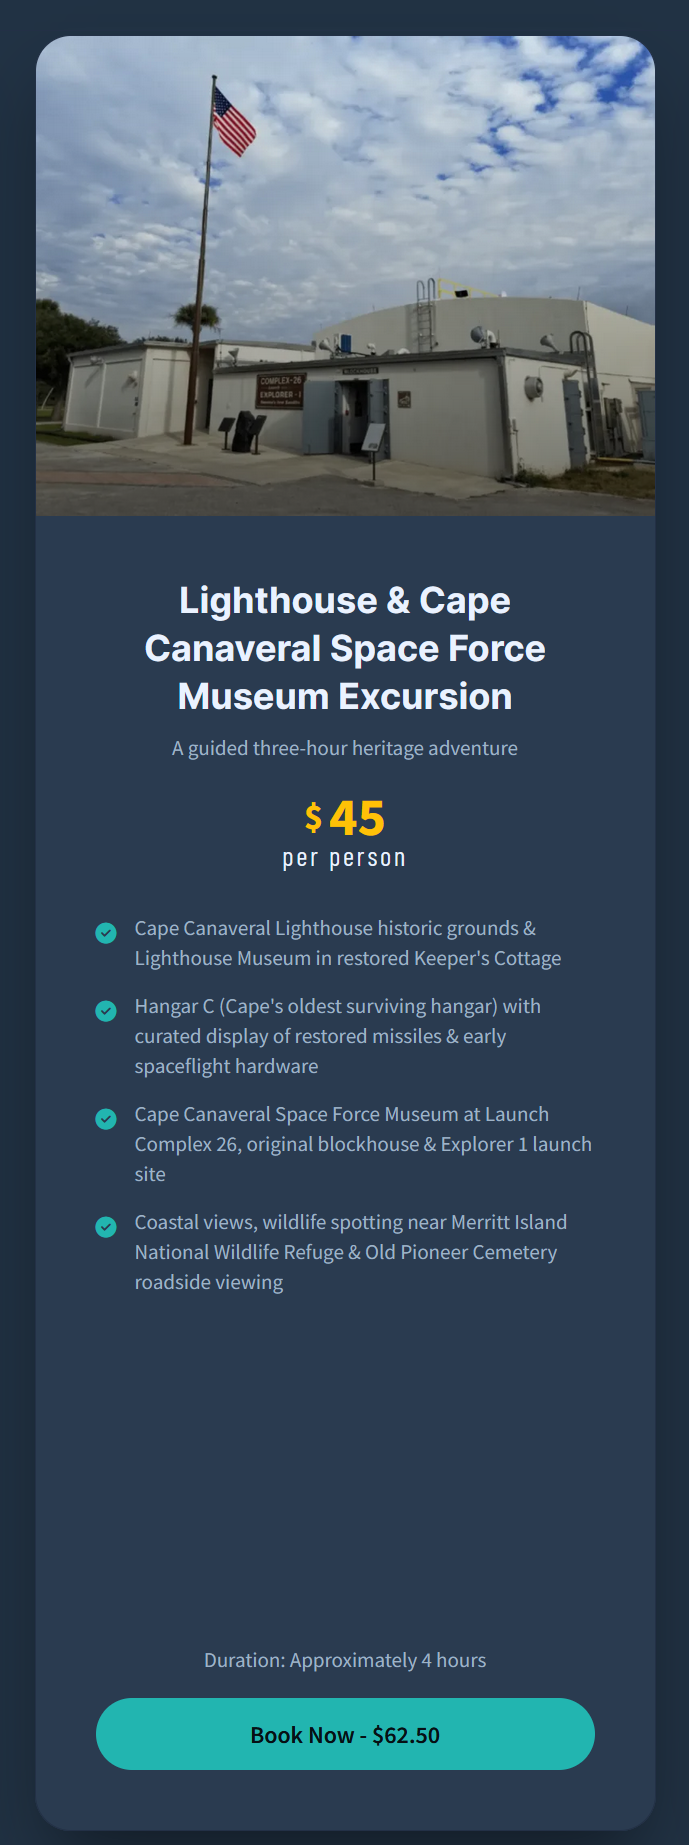 COMPLEX-26
EXPLORER-1
BLOCKHOUSE
Lighthouse & Cape
Canaveral Space Force
Museum Excursion
A guided three-hour heritage adventure
$45
per person
Cape Canaveral Lighthouse historic grounds &
Lighthouse Museum in restored Keeper's Cottage
Hangar C (Cape's oldest surviving hangar) with
curated display of restored missiles & early
spaceflight hardware
Cape Canaveral Space Force Museum at Launch
Complex 26, original blockhouse & Explorer 1 launch
site
Coastal views, wildlife spotting near Merritt Island
National Wildlife Refuge & Old Pioneer Cemetery
roadside viewing
Duration: Approximately 4 hours
Book Now - $62.50